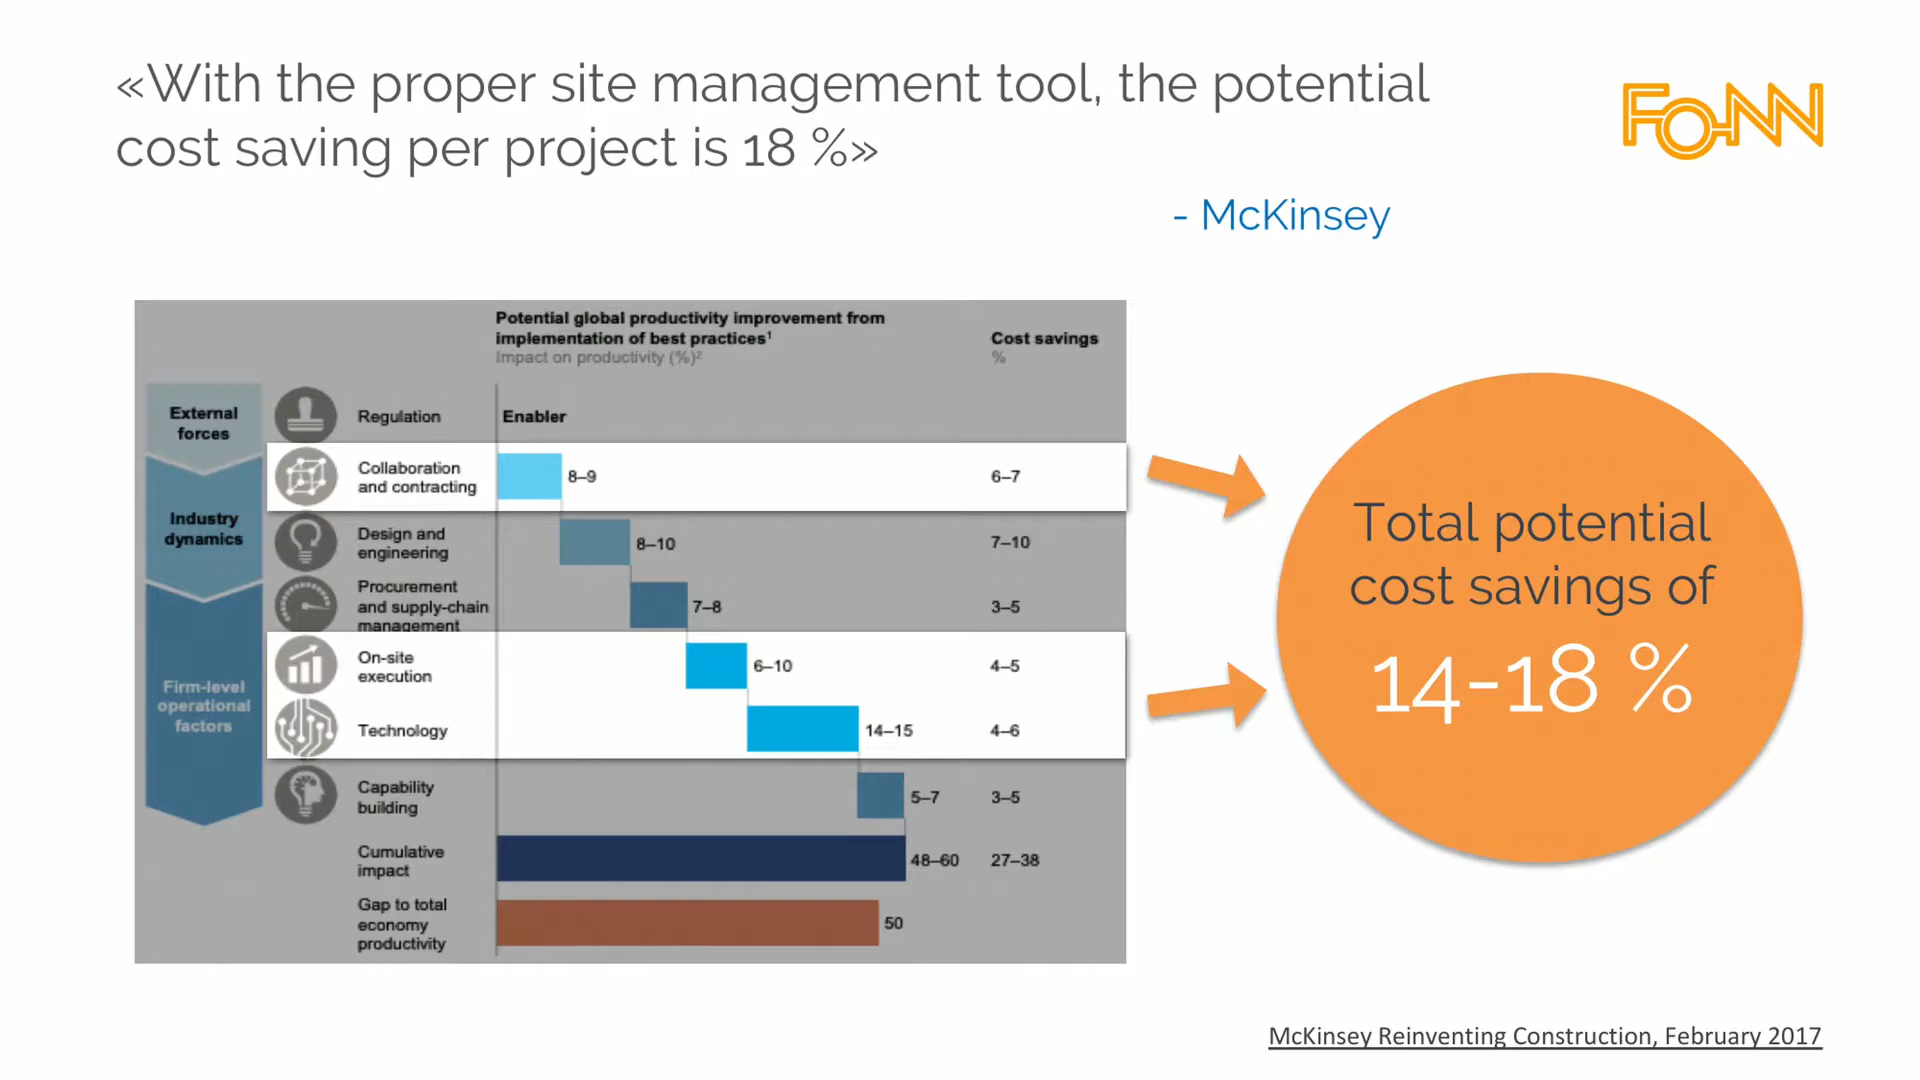 «With the proper site management tool, the potential
cost saving per project is 18 %»
FONN
- McKinsey
Potential global productivity improvement from
implementation of best practices¹
Impact on productivity (%)²
Cost savings
%
External
forces
Regulation
Enabler
Collaboration
and contracting
8–9
6–7
Industry
dynamics
Design and
engineering
8–10
7–10
Procurement
and supply-chain
management
7–8
3–5
Firm-level
operational
factors
On-site
execution
6–10
4–5
Technology
14–15
4–6
Capability
building
5–7
3–5
Cumulative
impact
48–60
27–38
Gap to total
economy
productivity
50
Total potential
cost savings of
14-18 %
McKinsey Reinventing Construction, February 2017